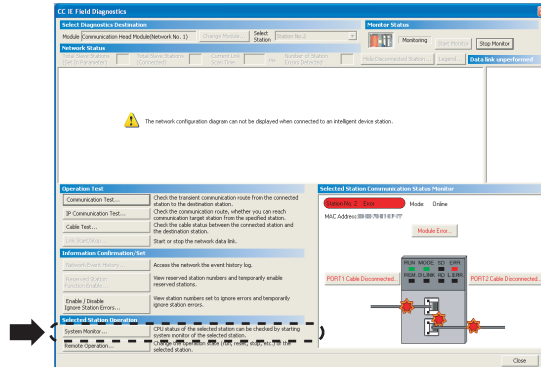 CC IE Field Diagnostics
Select Diagnostics Destination
Monitor Status
Module Communication Head Module(Network No. 1)
Change Module...
Select Station
Station No.2
Monitoring
Start Monitor
Stop Monitor
Network Status
Total Slave Stations (Set In Parameter)
Total Slave Stations (Connected)
Current Link Scan Time
ms
Number of Station Errors Detected
Legend...
Data link unperformed
The network configuration diagram can not be displayed when connected to an intelligent device station.
Operation Test
Communication Test...
Check the transient communication route from the connected station to the destination station.
IP Communication Test...
Check the communication route, whether you can reach communication target station from the specified station.
Cable Test...
Check the cable status between the connected station and the destination station.
Link Start/Stop...
Start or stop the network data link.
Information Confirmation/Set
Network Event History...
Access the network the event history log.
Reserved Station Function Enable...
View reserved station numbers and temporarily enable reserved stations.
Enable / Disable Ignore Station Errors...
View station numbers set to ignore errors and temporarily ignore station errors.
Selected Station Operation
System Monitor...
CPU status of the selected station can be checked by starting system monitor of the selected station.
Remote Operation...
Change the operation state (run, reset, stop, etc.) of the selected station.
Selected Station Communication Status Monitor
Station No. 2 Error
Mode: Online
MAC Address:
Module Error...
RUN MODE SD ERR.
REM. D LINK RD L ERR.
PORT1 Cable Disconnected...
PORT2 Cable Disconnected...
Close